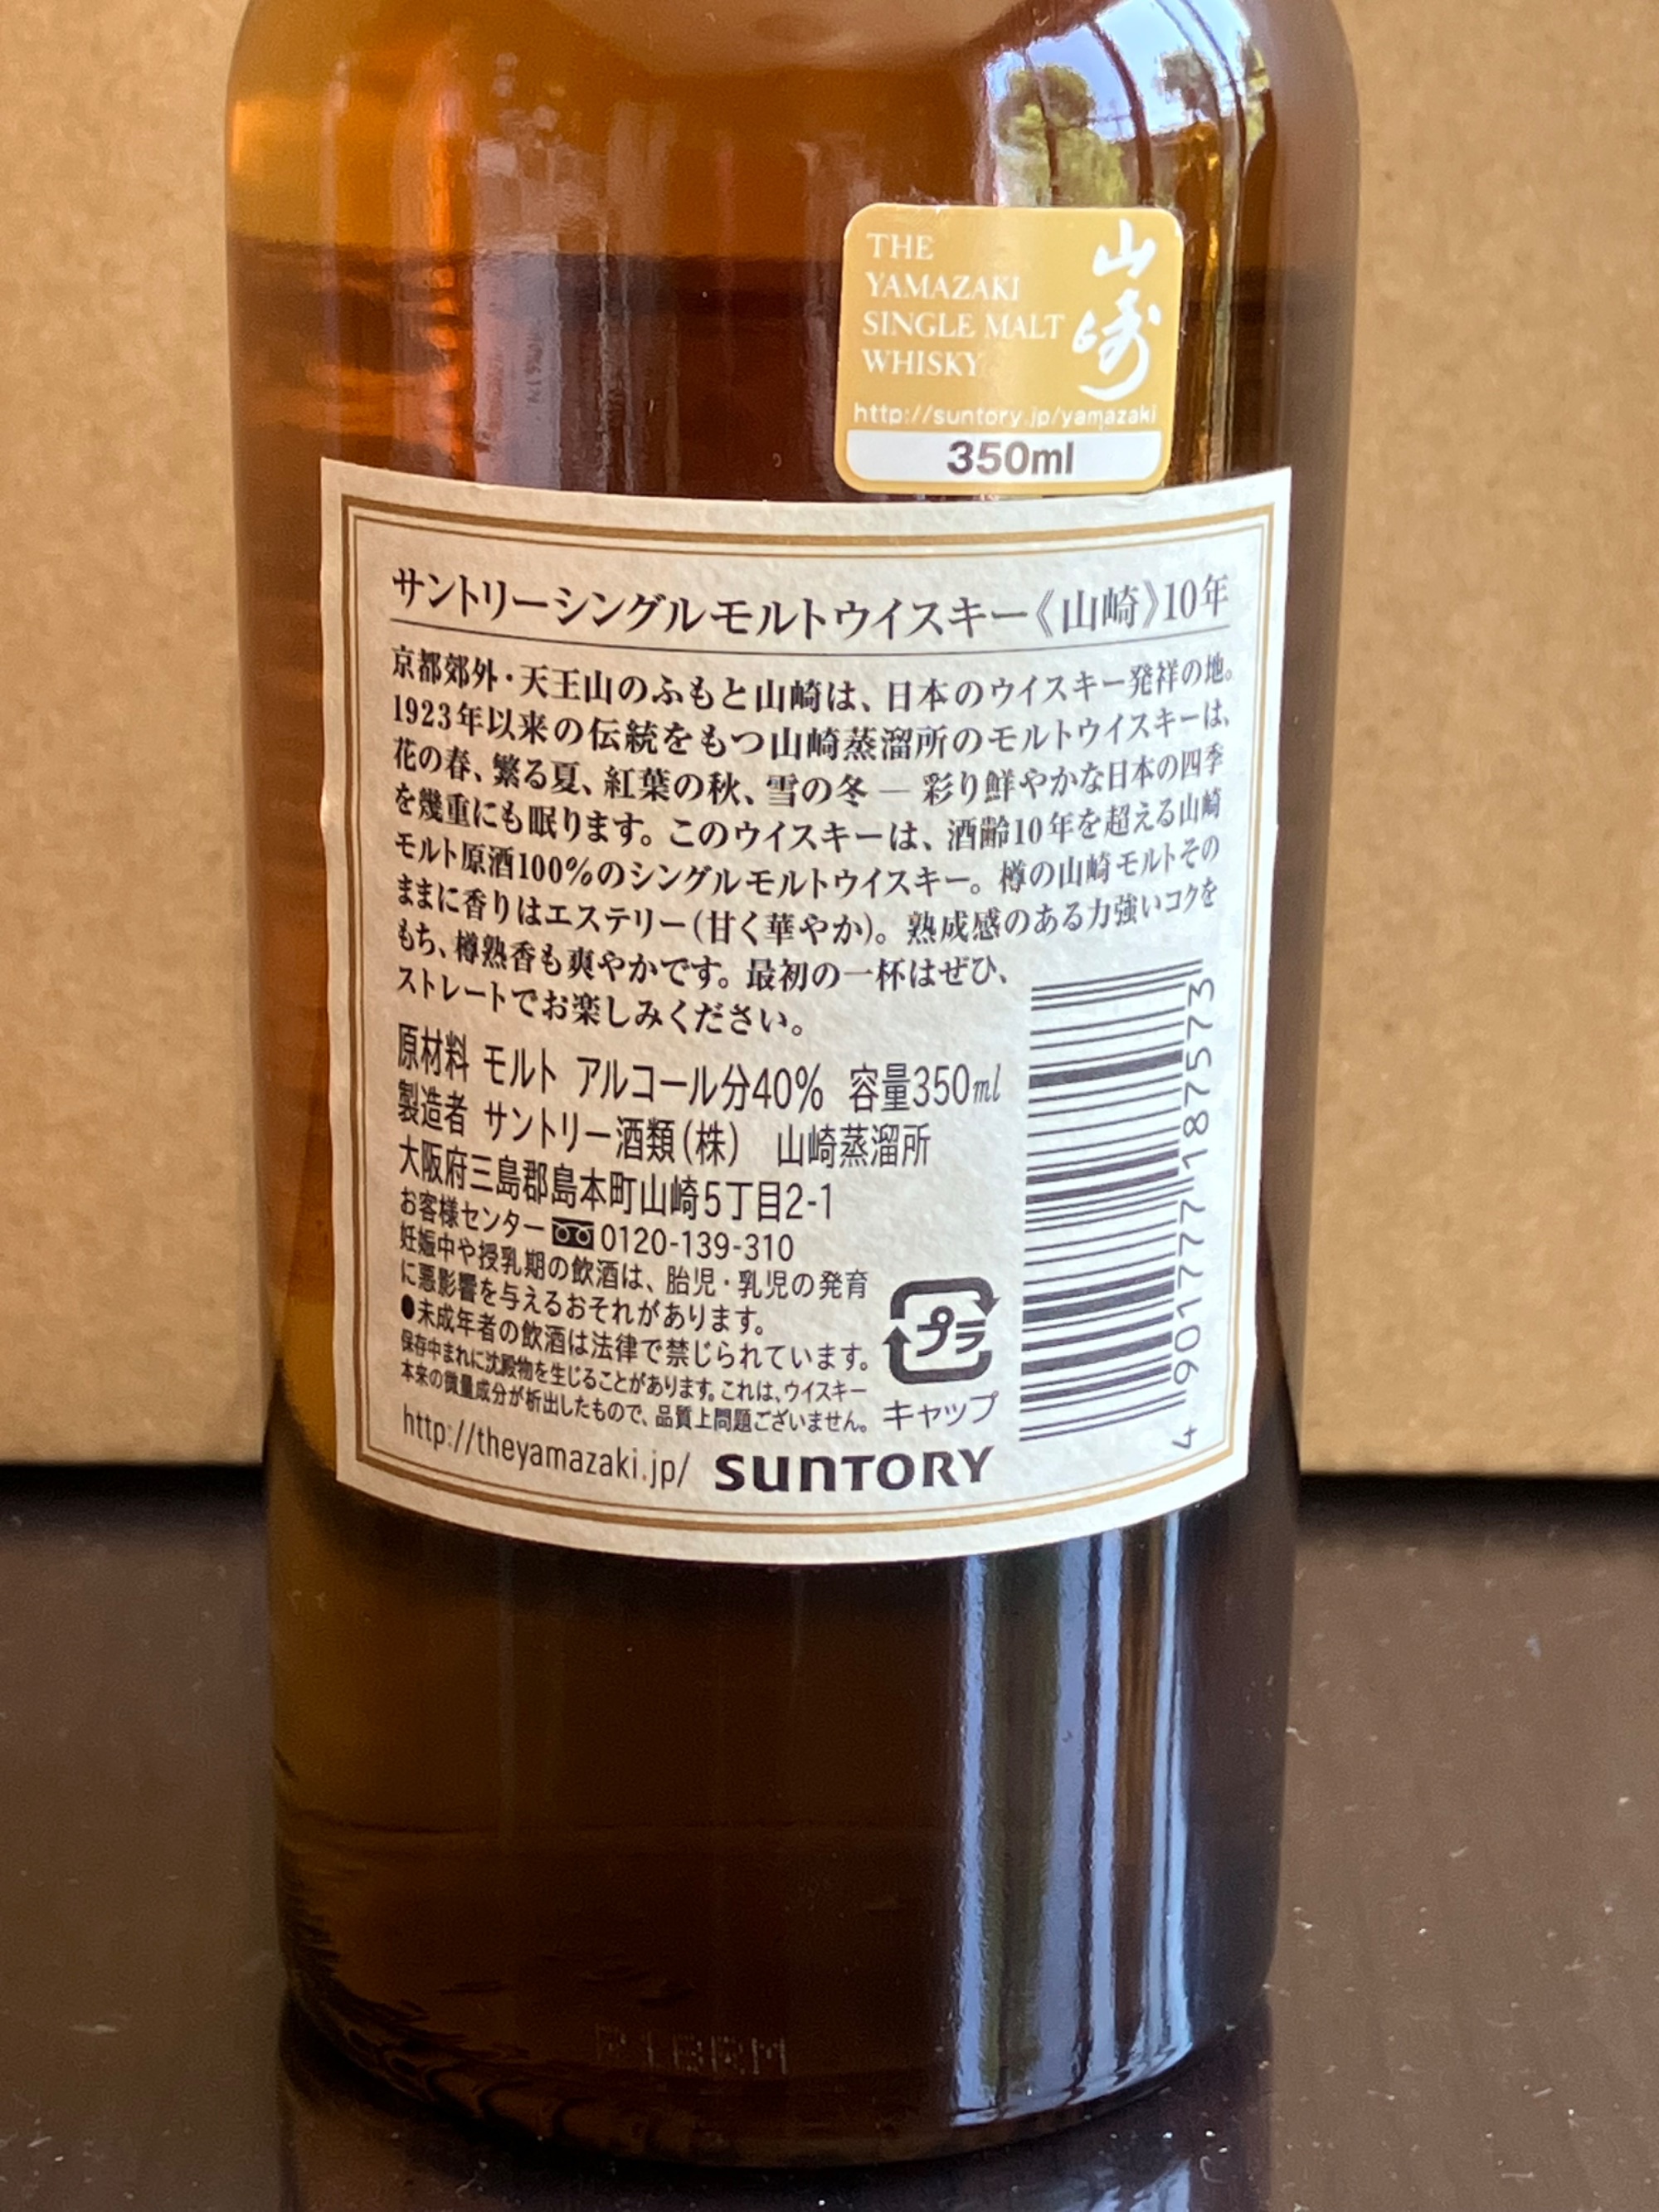 THE
YAMAZAKI
SINGLE MALT
WHISKY
山崎
http://suntory.jp/yamazaki
350ml
サントリーシングルモルトウイスキー《山崎》10年
京都郊外・天王山のふもと山崎は、日本のウイスキー発祥の地。
1923年以来の伝統をもつ山崎蒸溜所のモルトウイスキーは、
花の春、繁る夏、紅葉の秋、雪の冬 ― 彩り鮮やかな日本の四季
を幾重にも眠ります。このウイスキーは、酒齢10年を超える山崎
モルト原酒100%のシングルモルトウイスキー。樽の山崎モルトその
ままに香りはエステリー(甘く華やか)。熟成感のある力強いコクを
もち、樽熟香も爽やかです。最初の一杯はぜひ、
ストレートでお楽しみください。
原材料 モルト アルコール分40% 容量350ml
製造者 サントリー酒類(株) 山崎蒸溜所
大阪府三島郡島本町山崎5丁目2-1
お客様センター 0120-139-310
妊娠中や授乳期の飲酒は、胎児・乳児の発育
に悪影響を与えるおそれがあります。
●未成年者の飲酒は法律で禁じられています。
保存中まれに沈殿物を生じることがあります。これは、ウイスキー
本来の微量成分が析出したもので、品質上問題ございません。
プラ
キャップ
http://theyamazaki.jp/ SUNTORY
4 901777 187573